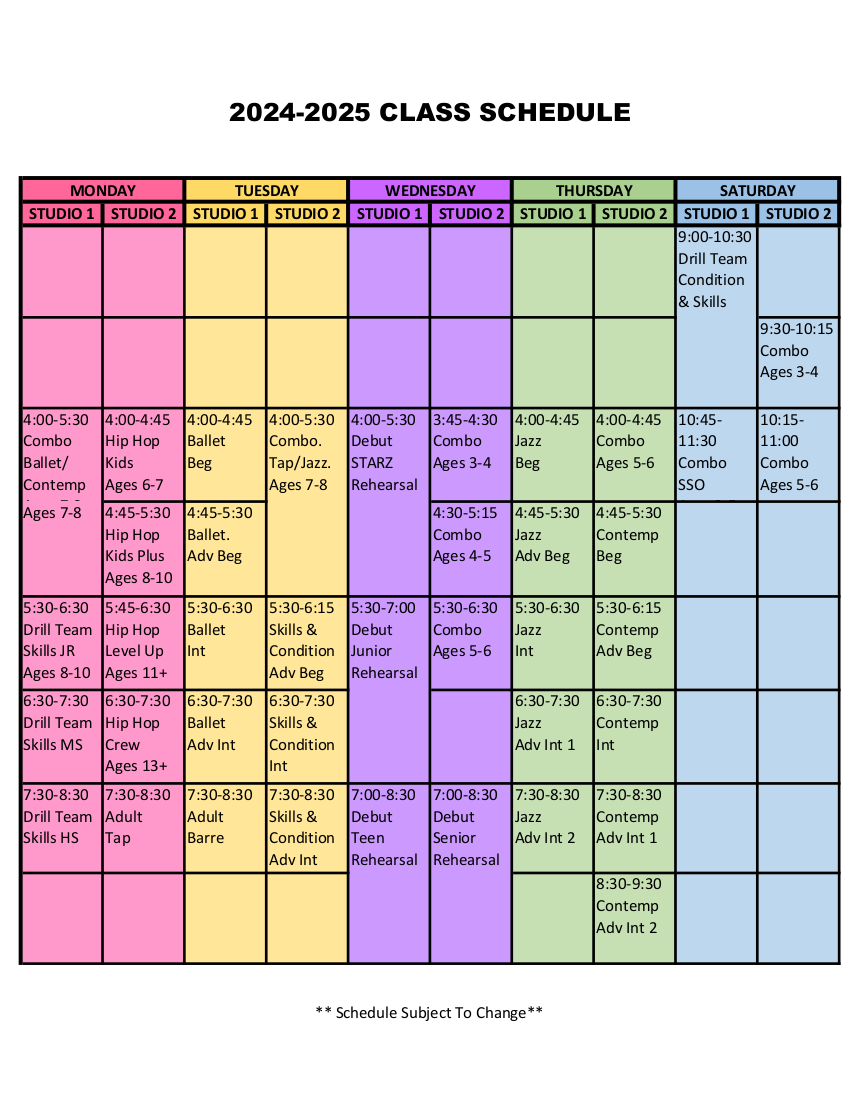 2024-2025 CLASS SCHEDULE
MONDAY TUESDAY WEDNESDAY THURSDAY SATURDAY
STUDIO 1 STUDIO 2 STUDIO 1 STUDIO 2 STUDIO 1 STUDIO 2 STUDIO 1 STUDIO 2 STUDIO 1 STUDIO 2
9:00-10:30
Drill Team
Condition
& Skills
9:30-10:15
Combo
Ages 3-4
4:00-5:30
Combo
Ballet/
Contemp
Ages 7-8
4:00-4:45
Hip Hop
Kids
Ages 6-7
4:00-4:45
Ballet
Beg
4:00-5:30
Combo.
Tap/Jazz.
Ages 7-8
4:00-5:30
Debut
STARZ
Rehearsal
3:45-4:30
Combo
Ages 3-4
4:00-4:45
Jazz
Beg
4:00-4:45
Combo
Ages 5-6
10:45-
11:30
Combo
SSO
10:15-
11:00
Combo
Ages 5-6
4:45-5:30
Hip Hop
Kids Plus
Ages 8-10
4:45-5:30
Ballet.
Adv Beg
4:30-5:15
Combo
Ages 4-5
4:45-5:30
Jazz
Adv Beg
4:45-5:30
Contemp
Beg
5:30-6:30
Drill Team
Skills JR
Ages 8-10
5:45-6:30
Hip Hop
Level Up
Ages 11+
5:30-6:30
Ballet
Int
5:30-6:15
Skills &
Condition
Adv Beg
5:30-7:00
Debut
Junior
Rehearsal
5:30-6:30
Combo
Ages 5-6
5:30-6:30
Jazz
Int
5:30-6:15
Contemp
Adv Beg
6:30-7:30
Drill Team
Skills MS
6:30-7:30
Hip Hop
Crew
Ages 13+
6:30-7:30
Ballet
Adv Int
6:30-7:30
Skills &
Condition
Int
6:30-7:30
Jazz
Adv Int 1
6:30-7:30
Contemp
Int
7:30-8:30
Drill Team
Skills HS
7:30-8:30
Adult
Tap
7:30-8:30
Adult
Barre
7:30-8:30
Skills &
Condition
Adv Int
7:00-8:30
Debut
Teen
Rehearsal
7:00-8:30
Debut
Senior
Rehearsal
7:30-8:30
Jazz
Adv Int 2
7:30-8:30
Contemp
Adv Int 1
8:30-9:30
Contemp
Adv Int 2
** Schedule Subject To Change**